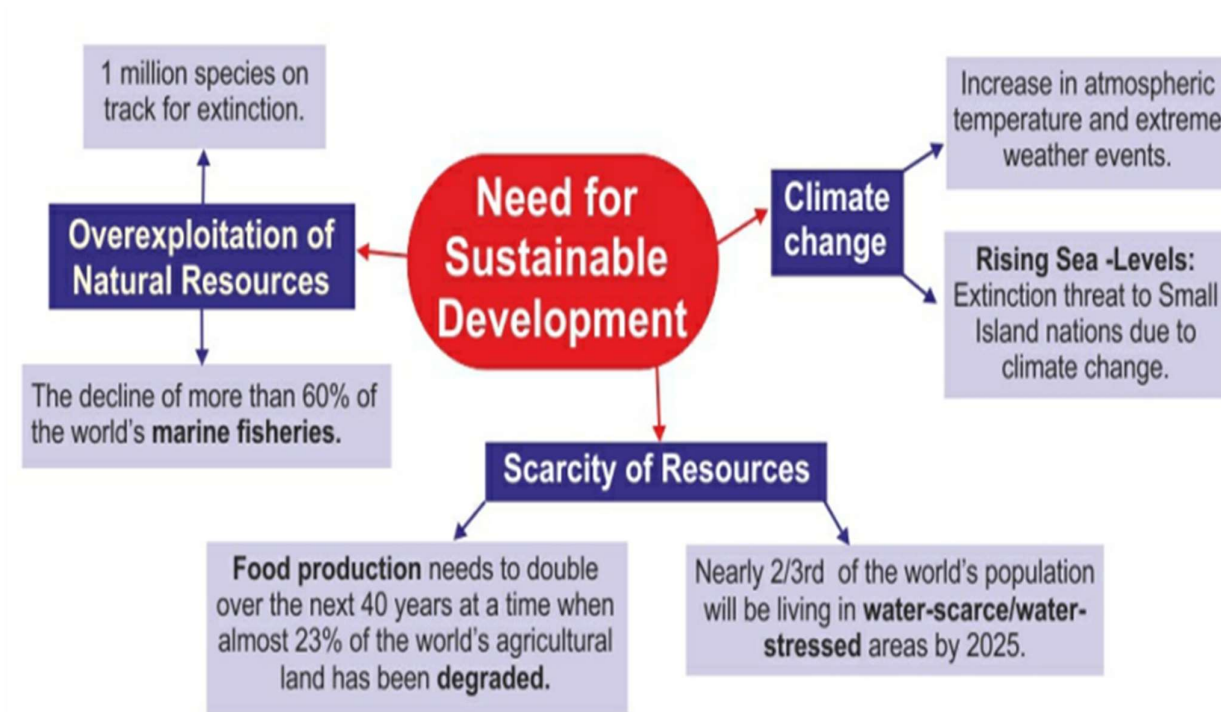 1 million species on
track for extinction.
Overexploitation of
Natural Resources
The decline of more than 60% of
the world's marine fisheries.
Need for
Sustainable
Development
Climate
change
Increase in atmospheric
temperature and extreme
weather events.
Rising Sea -Levels:
Extinction threat to Small
Island nations due to
climate change.
Scarcity of Resources
Food production needs to double
over the next 40 years at a time when
almost 23% of the world's agricultural
land has been degraded.
Nearly 2/3rd of the world's population
will be living in water-scarce/water-
stressed areas by 2025.